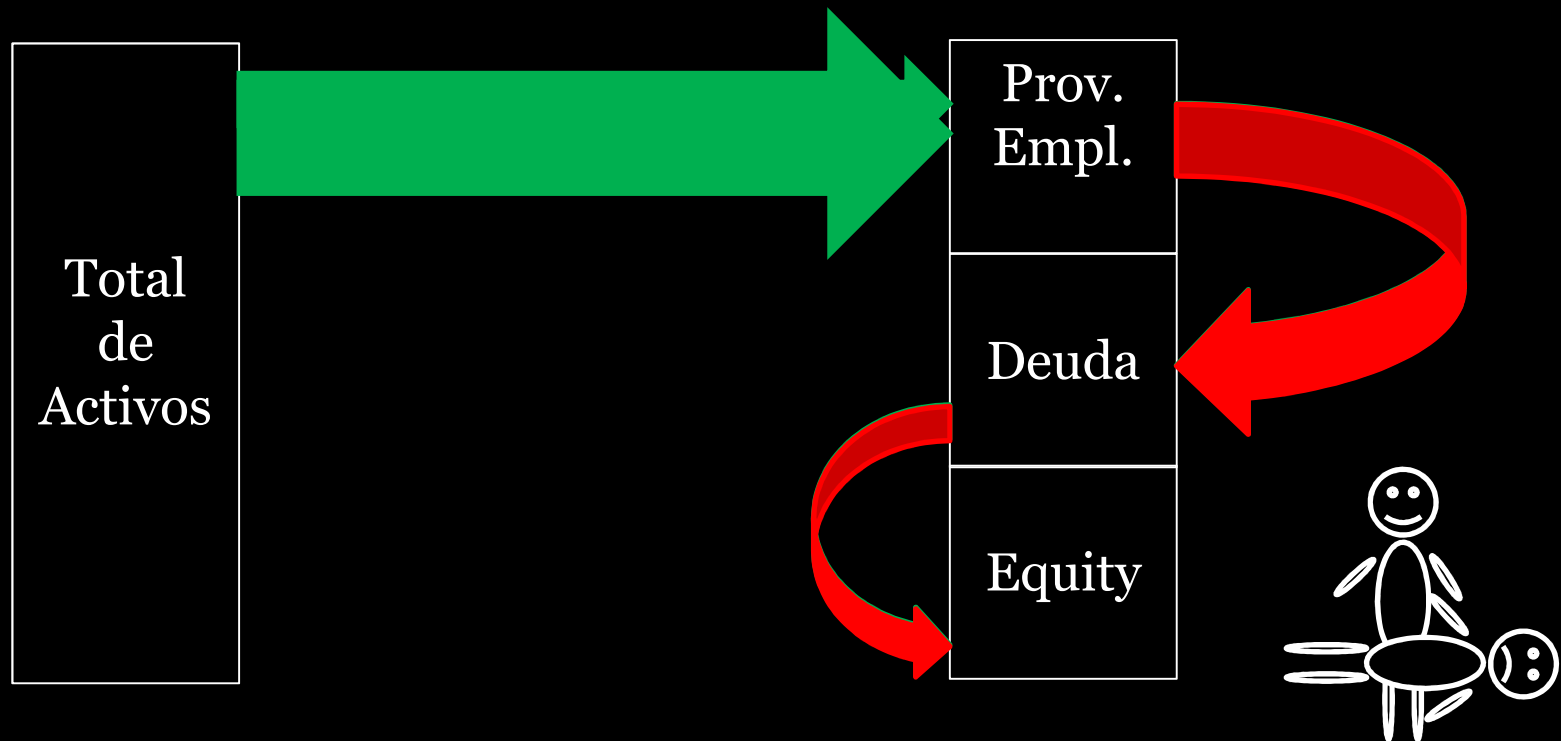 Total
de
Activos
Prov.
Empl.
Deuda
Equity